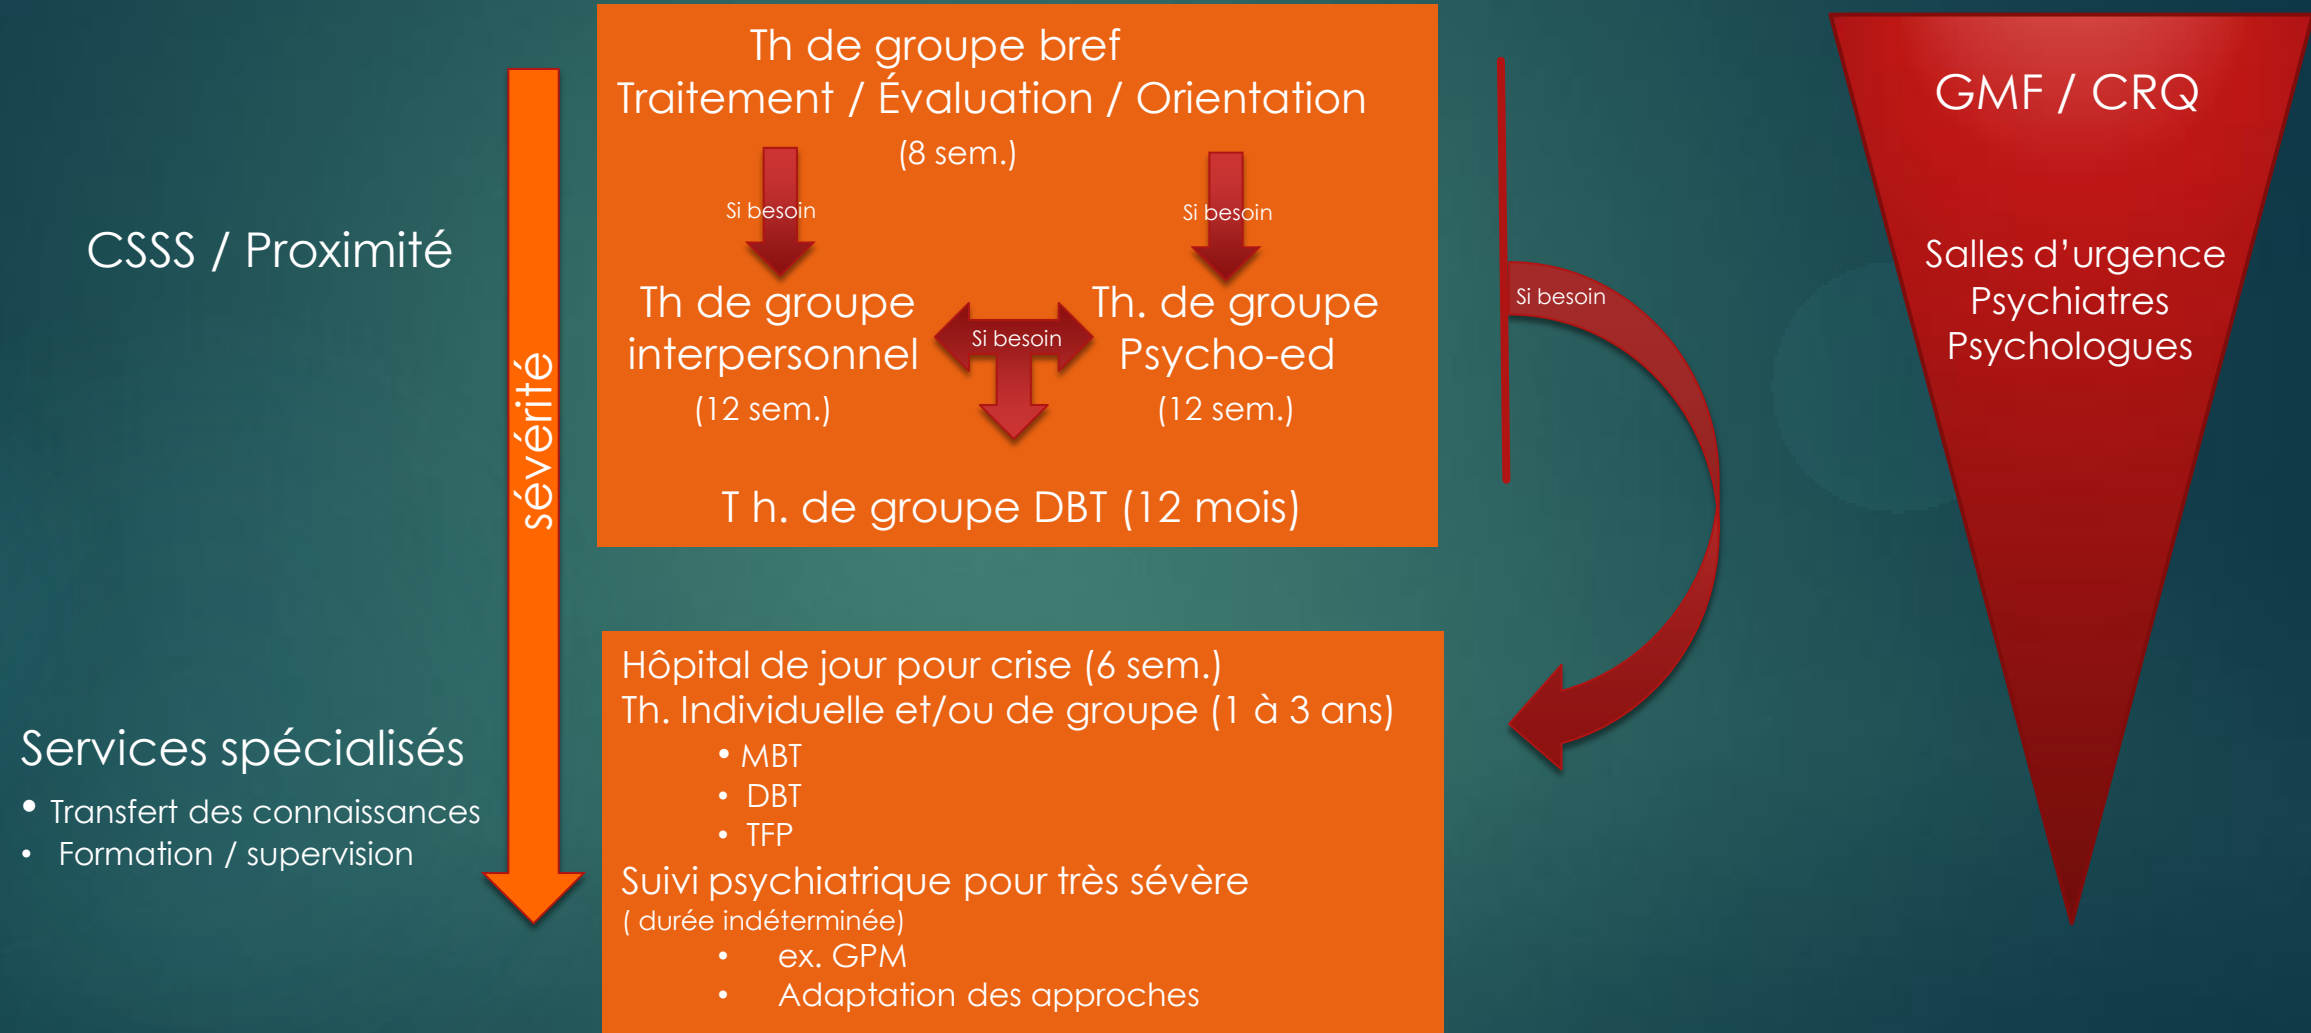 Th de groupe bref
Traitement / Évaluation / Orientation
(8 sem.)
Si besoin
Si besoin
CSSS / Proximité
Th de groupe
interpersonnel
(12 sem.)
Si besoin
Th. de groupe
Psycho-ed
(12 sem.)
T h. de groupe DBT (12 mois)
sévérité
Si besoin
GMF / CRQ
Salles d’urgence
Psychiatres
Psychologues
Services spécialisés
• Transfert des connaissances
• Formation / supervision
Hôpital de jour pour crise (6 sem.)
Th. Individuelle et/ou de groupe (1 à 3 ans)
• MBT
• DBT
• TFP
Suivi psychiatrique pour très sévère
( durée indéterminée)
• ex. GPM
• Adaptation des approches